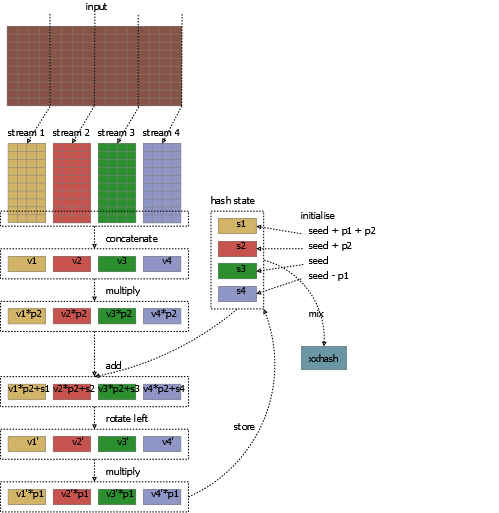 input
stream 1 stream 2 stream 3 stream 4
hash state
initialise
s1
seed + p1 + p2
s2
seed + p2
s3
seed
s4
seed - p1
concatenate
v1 v2 v3 v4
multiply
v1*p2 v2*p2 v3*p2 v4*p2
mix
xxhash
add
v1*p2+s1 v2*p2+s2 v3*p2+s3 v4*p2+s4
rotate left
store
v1' v2' v3' v4'
multiply
v1'*p1 v2'*p1 v3'*p1 v4'*p1